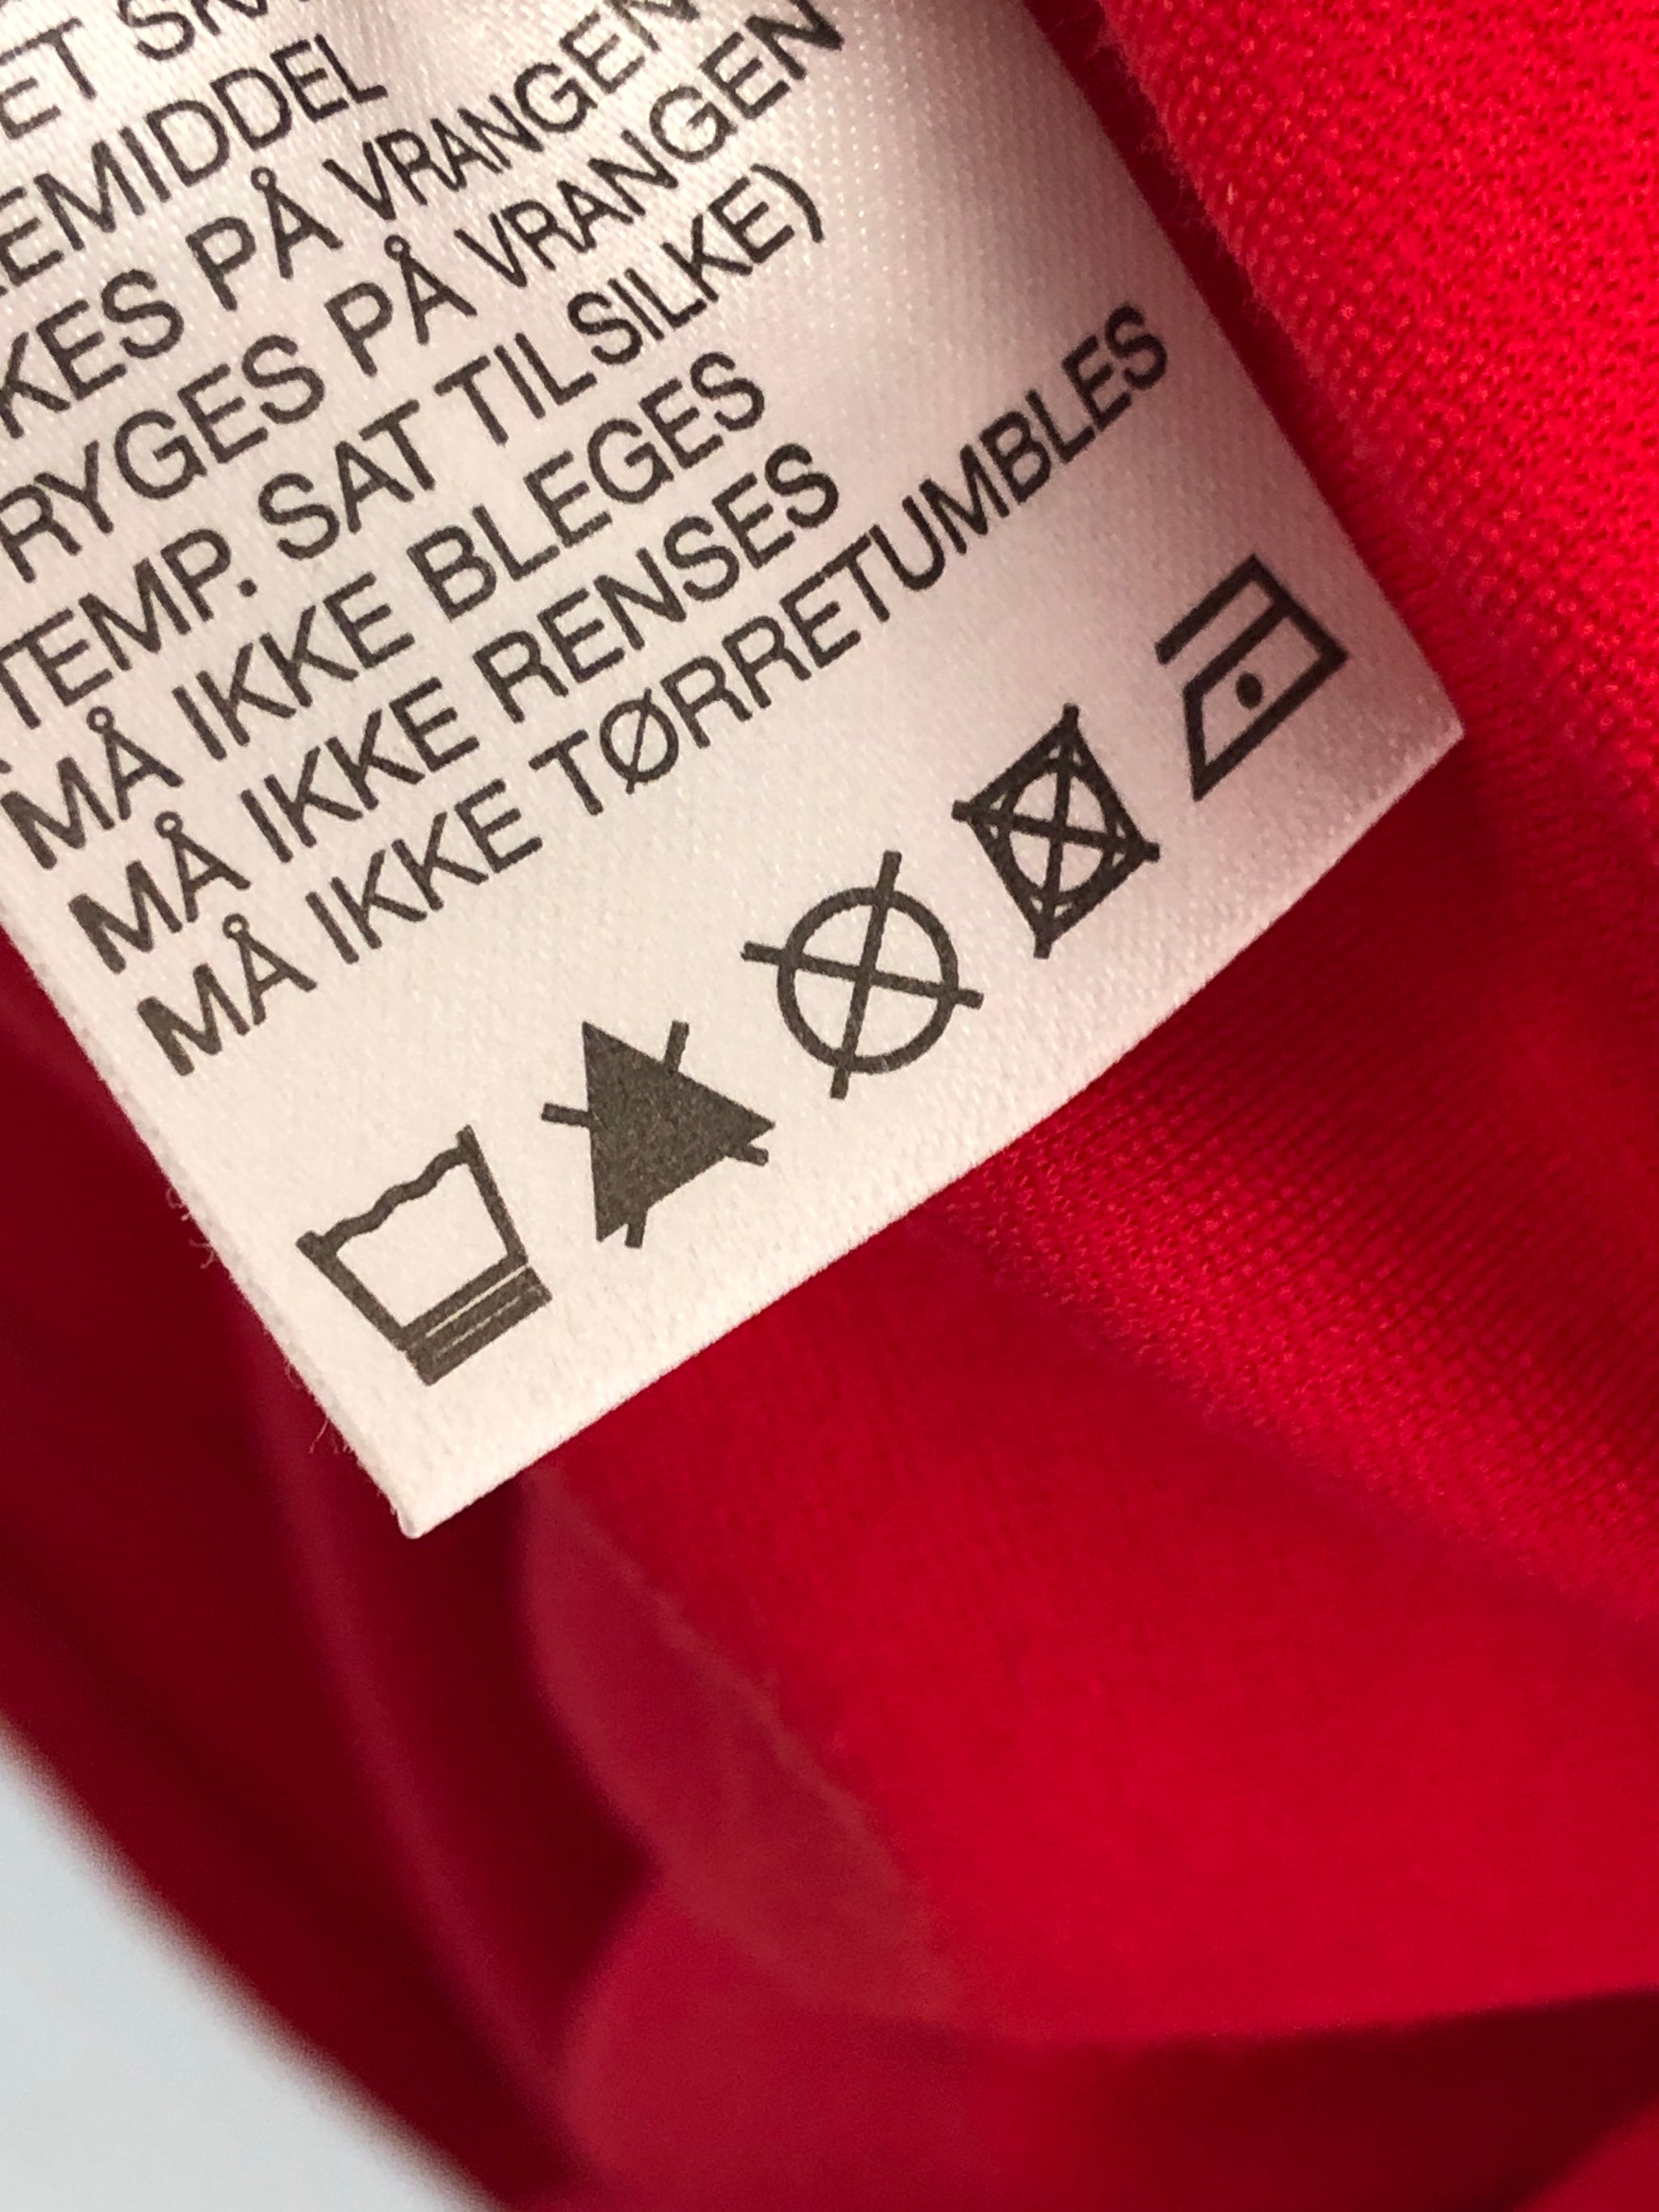 ET
EMIDDEL
KES PÅ VRANGEN
RYGES PÅ VRANGEN
TEMP. SAT TIL SILKE)
MÅ IKKE BLEGES
MÅ IKKE RENSES
MÅ IKKE TØRRETUMBLES